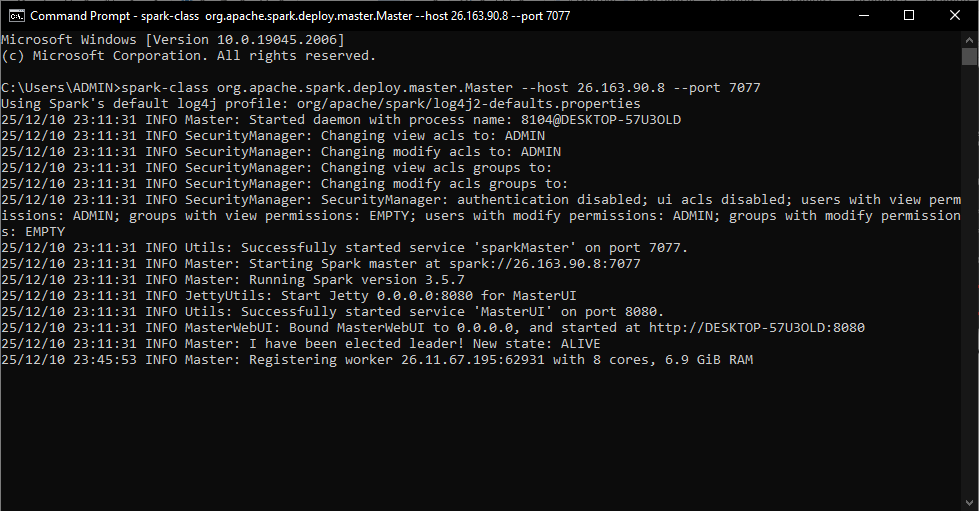 Command Prompt - spark-class  org.apache.spark.deploy.master.Master --host 26.163.90.8 --port 7077
Microsoft Windows [Version 10.0.19045.2006]
(c) Microsoft Corporation. All rights reserved.
C:\Users\ADMIN>spark-class org.apache.spark.deploy.master.Master --host 26.163.90.8 --port 7077
Using Spark's default log4j profile: org/apache/spark/log4j2-defaults.properties
25/12/10 23:11:31 INFO Master: Started daemon with process name: 8104@DESKTOP-57U3OLD
25/12/10 23:11:31 INFO SecurityManager: Changing view acls to: ADMIN
25/12/10 23:11:31 INFO SecurityManager: Changing modify acls to: ADMIN
25/12/10 23:11:31 INFO SecurityManager: Changing view acls groups to:
25/12/10 23:11:31 INFO SecurityManager: Changing modify acls groups to:
25/12/10 23:11:31 INFO SecurityManager: SecurityManager: authentication disabled; ui acls disabled; users with view perm
issions: ADMIN; groups with view permissions: EMPTY; users with modify permissions: ADMIN; groups with modify permission
s: EMPTY
25/12/10 23:11:31 INFO Utils: Successfully started service 'sparkMaster' on port 7077.
25/12/10 23:11:31 INFO Master: Starting Spark master at spark://26.163.90.8:7077
25/12/10 23:11:31 INFO Master: Running Spark version 3.5.7
25/12/10 23:11:31 INFO JettyUtils: Start Jetty 0.0.0.0:8080 for MasterUI
25/12/10 23:11:31 INFO Utils: Successfully started service 'MasterUI' on port 8080.
25/12/10 23:11:31 INFO MasterWebUI: Bound MasterWebUI to 0.0.0.0, and started at http://DESKTOP-57U3OLD:8080
25/12/10 23:11:31 INFO Master: I have been elected leader! New state: ALIVE
25/12/10 23:45:53 INFO Master: Registering worker 26.11.67.195:62931 with 8 cores, 6.9 GiB RAM